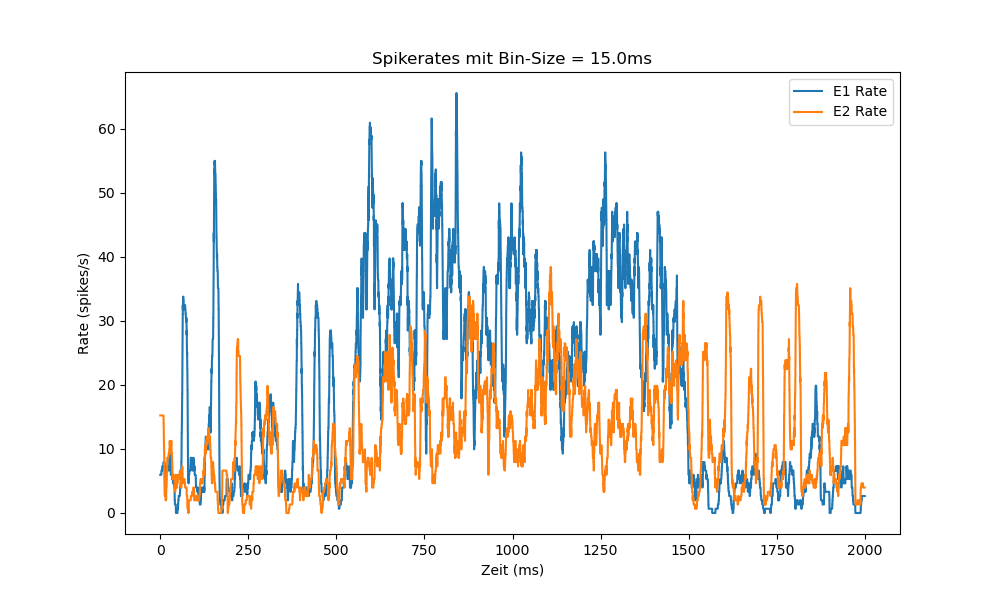 Spikerates mit Bin-Size = 15.0ms
E1 Rate
E2 Rate
Rate (spikes/s)
60
50
40
30
20
10
0
0 250 500 750 1000 1250 1500 1750 2000
Zeit (ms)